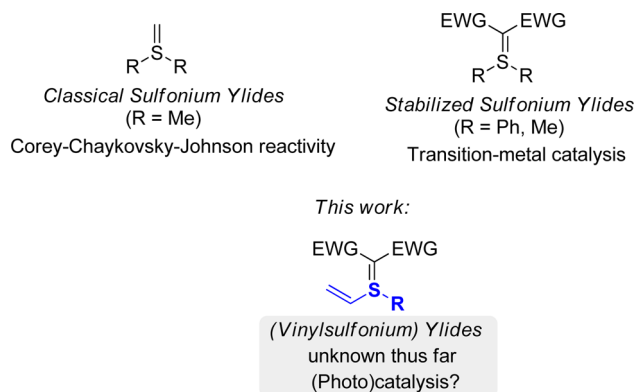 S
R R
Classical Sulfonium Ylides
(R = Me)
Corey-Chaykovsky-Johnson reactivity
EWG EWG
S
R R
Stabilized Sulfonium Ylides
(R = Ph, Me)
Transition-metal catalysis
This work:
EWG EWG
S
R
(Vinylsulfonium) Ylides
unknown thus far
(Photo)catalysis?